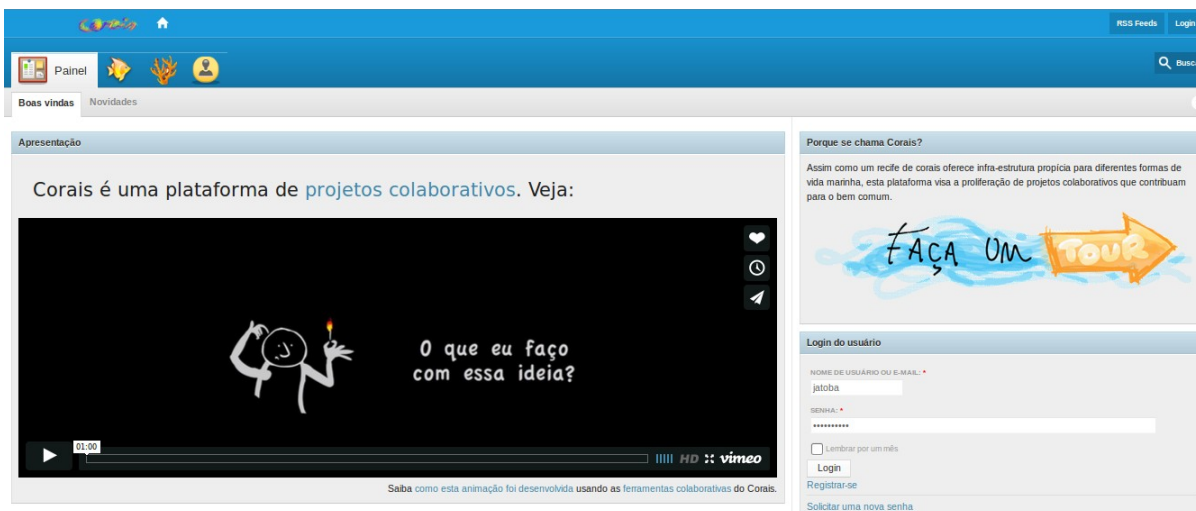 Corais
RSS Feeds
Login
Painel
Boas vindas
Novidades
Apresentação
Corais é uma plataforma de projetos colaborativos. Veja:
O que eu faço
com essa ideia?
01:00
HD
vimeo
Saiba como esta animação foi desenvolvida usando as ferramentas colaborativas do Corais.
Porque se chama Corais?
Assim como um recife de corais oferece infra-estrutura propícia para diferentes formas de
vida marinha, esta plataforma visa a proliferação de projetos colaborativos que contribuam
para o bem comum.
FAÇA UM TOUR
Login do usuário
NOME DE USUÁRIO OU E-MAIL: *
jatoba
SENHA: *
••••••••••
Lembrar por um mês
Login
Registrar-se
Solicitar uma nova senha